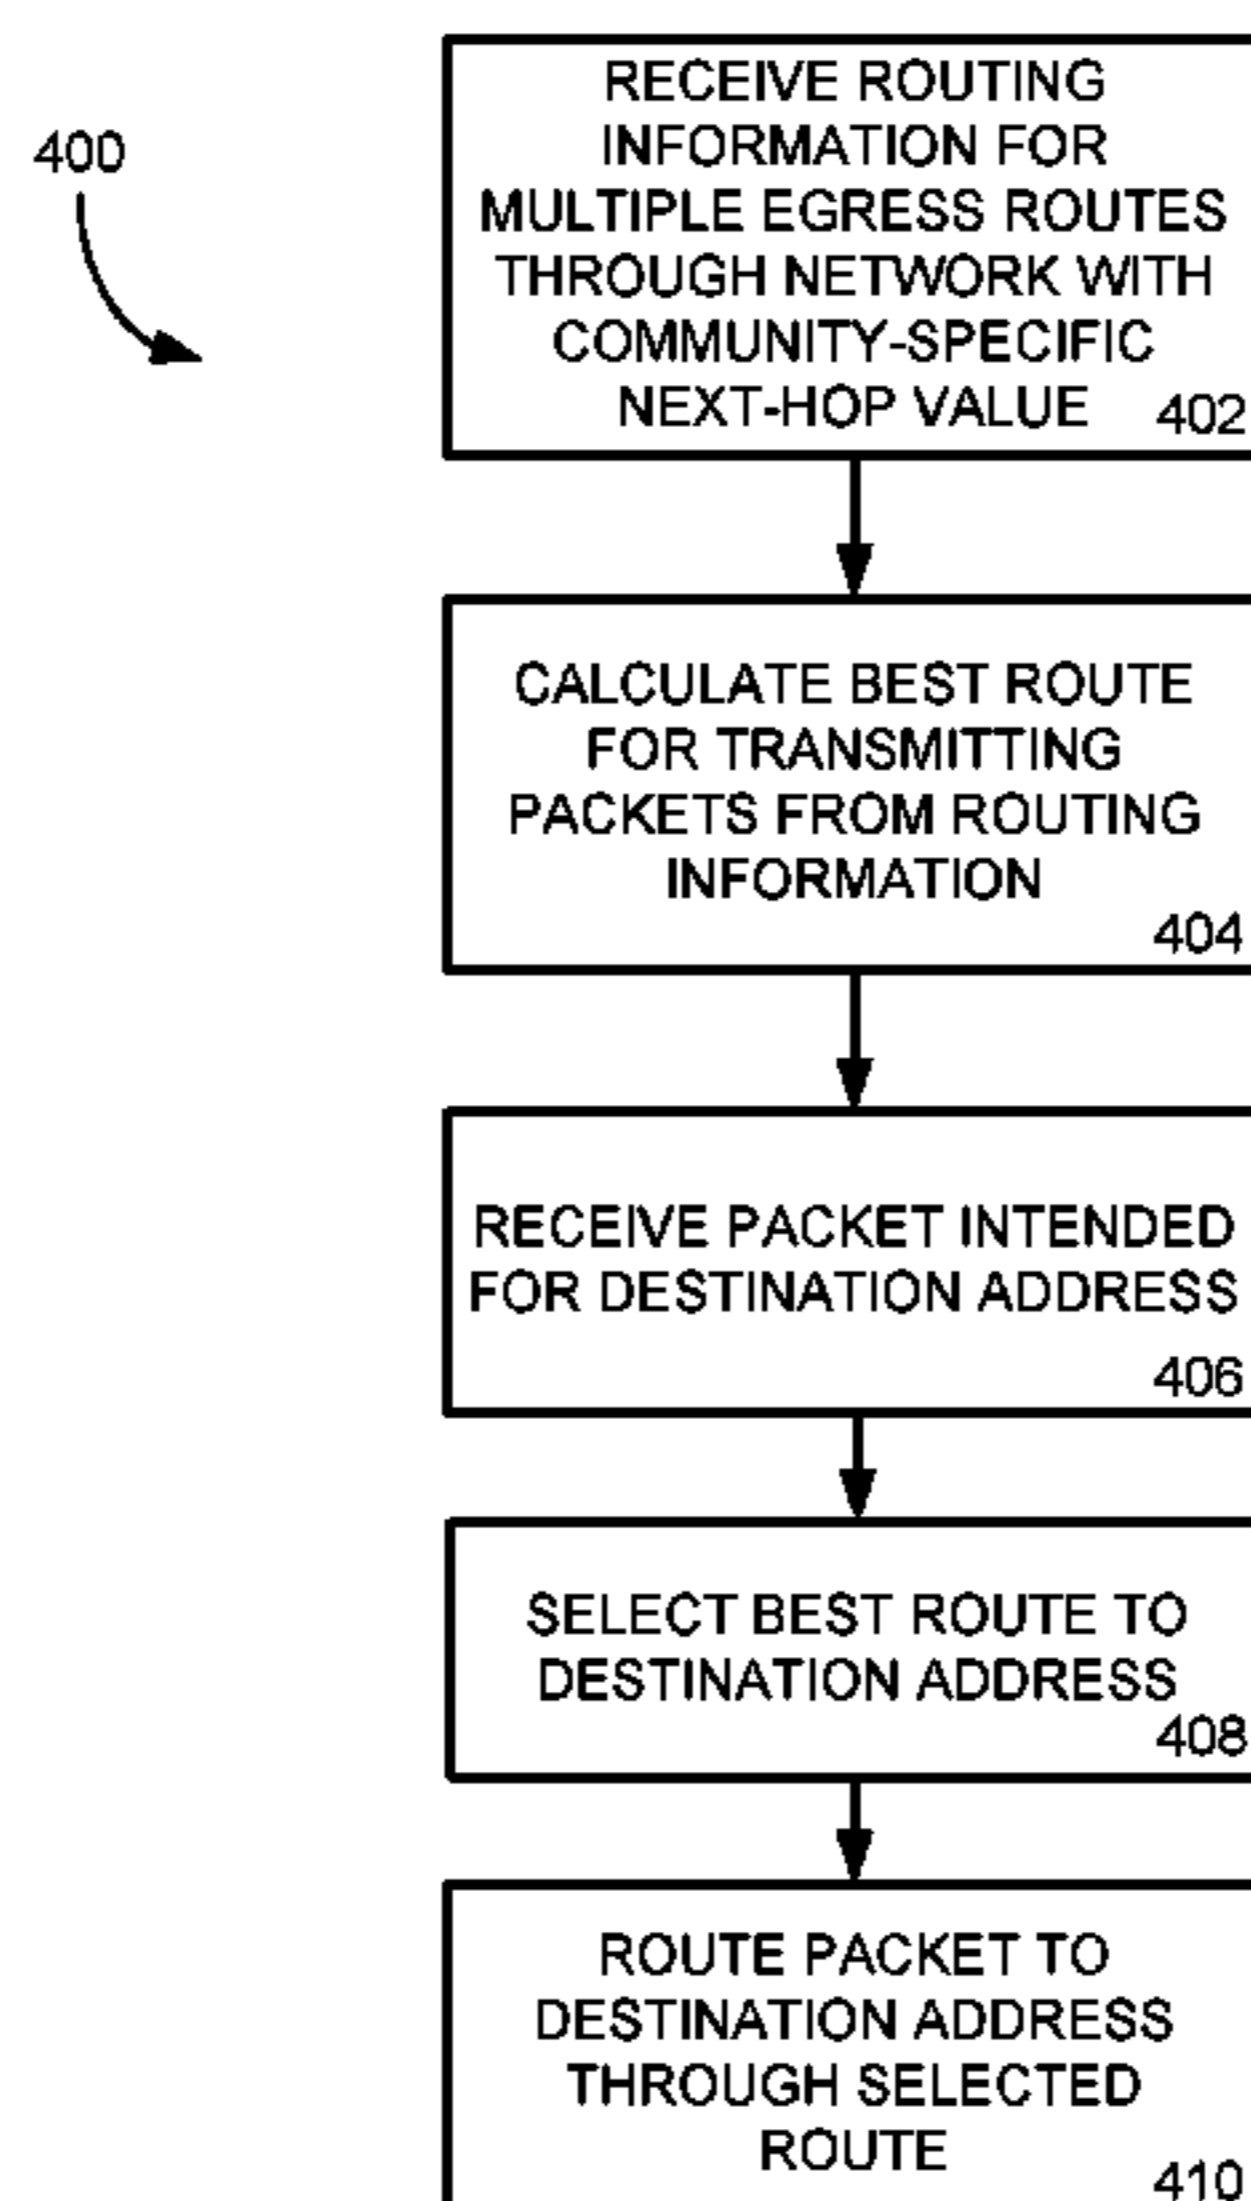 400
RECEIVE ROUTING
INFORMATION FOR
MULTIPLE EGRESS ROUTES
THROUGH NETWORK WITH
COMMUNITY-SPECIFIC
NEXT-HOP VALUE
402
CALCULATE BEST ROUTE
FOR TRANSMITTING
PACKETS FROM ROUTING
INFORMATION
404
RECEIVE PACKET INTENDED
FOR DESTINATION ADDRESS
406
SELECT BEST ROUTE TO
DESTINATION ADDRESS
408
ROUTE PACKET TO
DESTINATION ADDRESS
THROUGH SELECTED
ROUTE
410